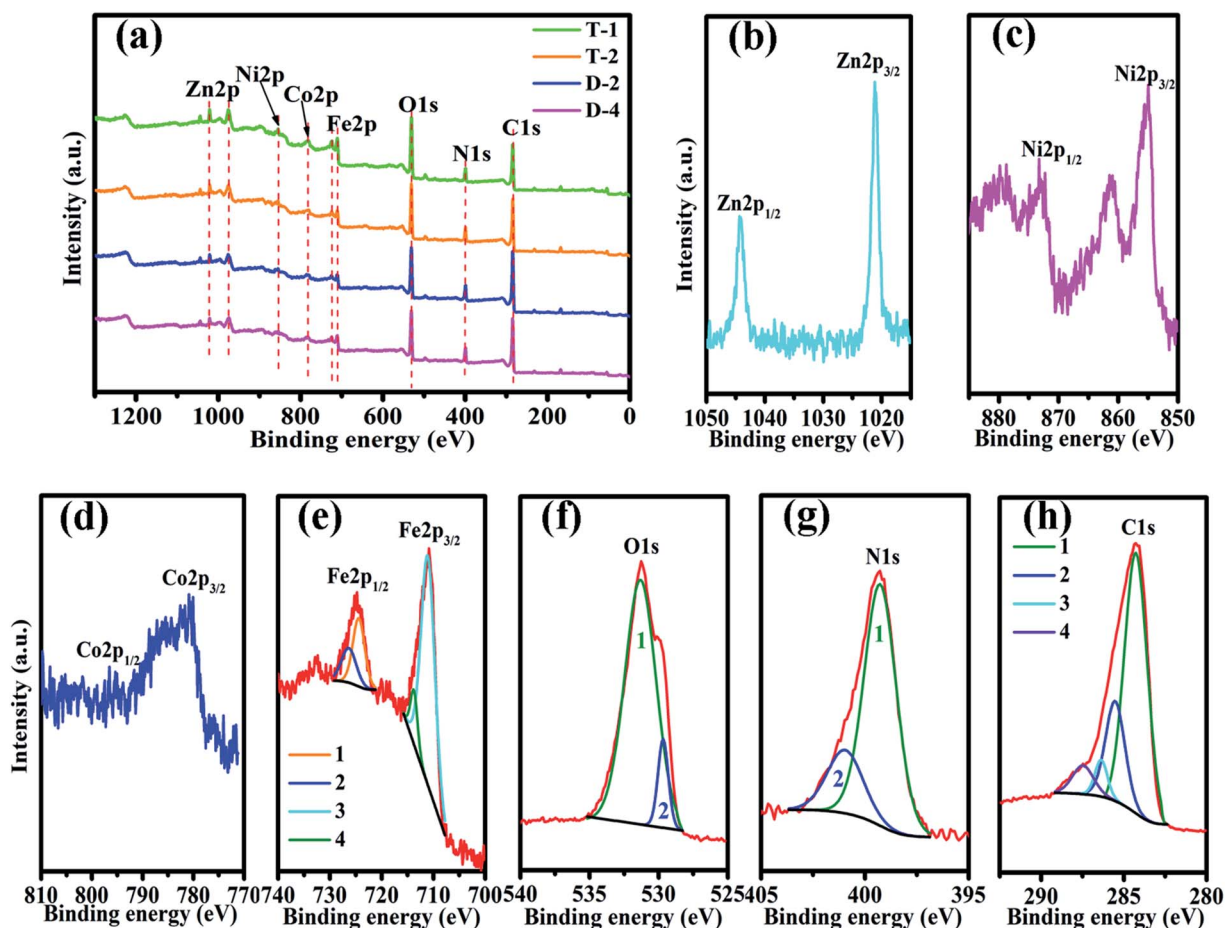 (a)
T-1
T-2
D-2
D-4
Zn2p
Ni2p
Co2p
Fe2p
O1s
N1s
C1s
Intensity (a.u.)
1200 1000 800 600 400 200 0
Binding energy (eV)
(b)
Zn2p3/2
Zn2p1/2
1050 1040 1030 1020
Binding energy (eV)
(c)
Ni2p3/2
Ni2p1/2
880 870 860 850
Binding energy (eV)
(d)
Co2p3/2
Co2p1/2
Intensity (a.u.)
810 800 790 780 770
Binding energy (eV)
(e)
Fe2p3/2
Fe2p1/2
1
2
3
4
740 730 720 710 700
Binding energy (eV)
(f)
O1s
1
2
540 535 530 525
Binding energy (eV)
(g)
N1s
1
2
405 400 395
Binding energy (eV)
(h)
C1s
1
2
3
4
290 285 280
Binding energy (eV)